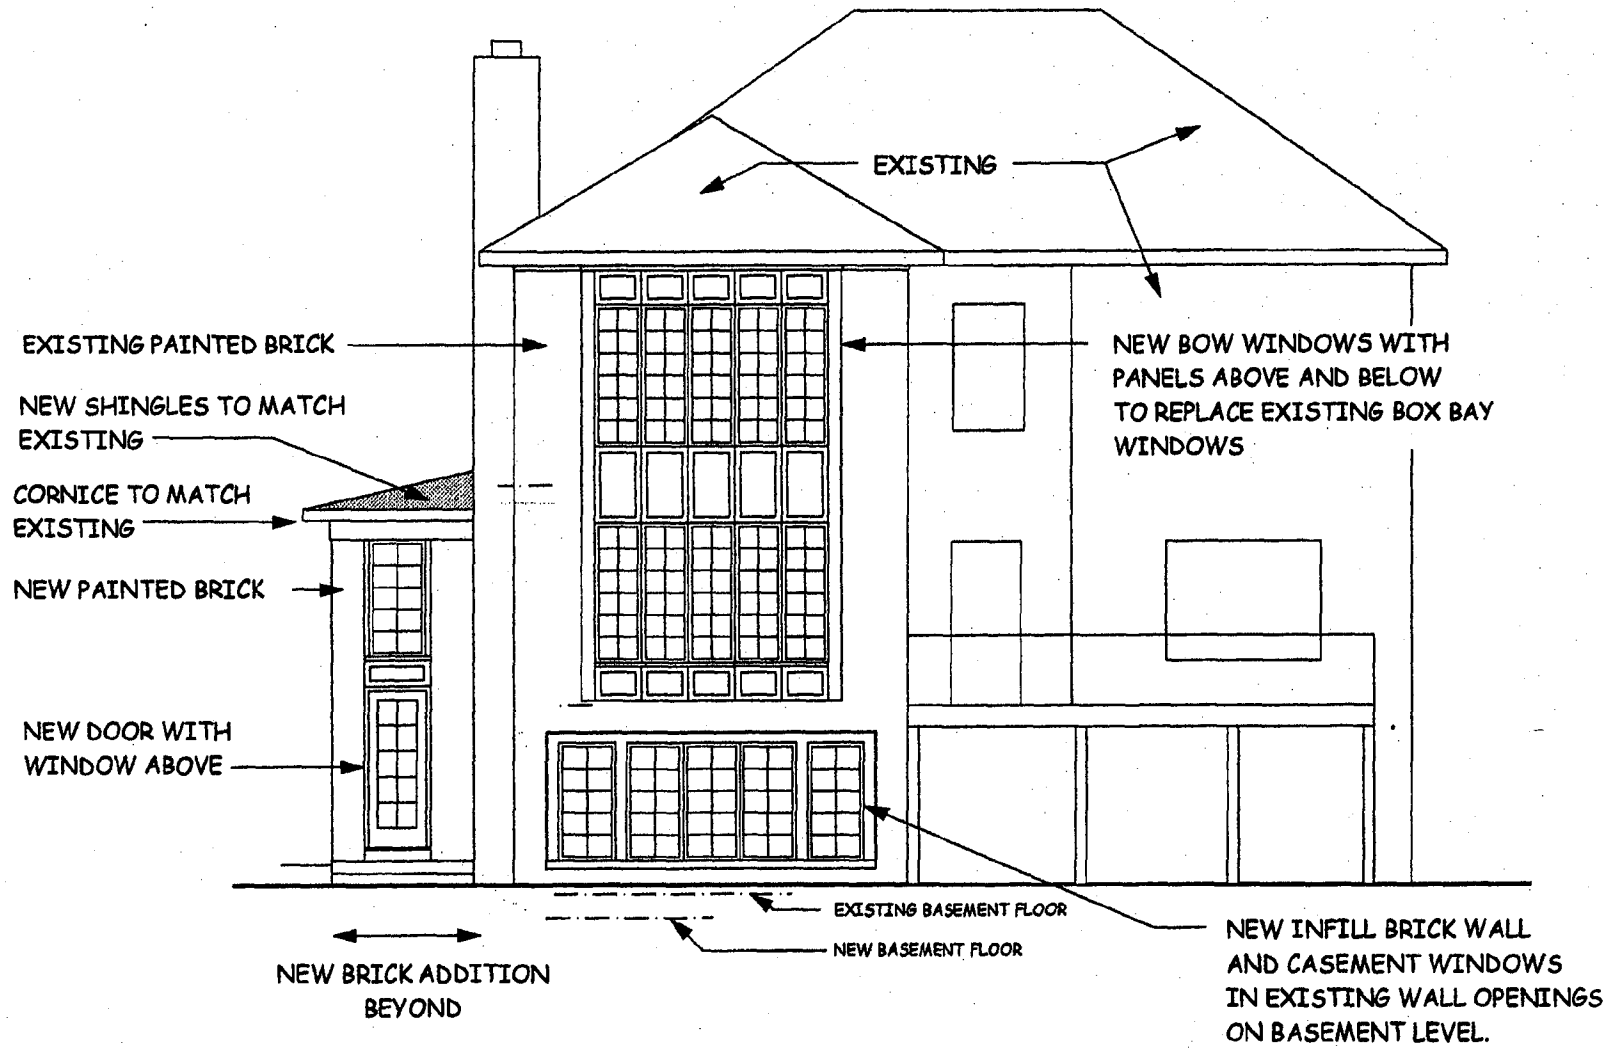 EXISTING
EXISTING PAINTED BRICK
NEW SHINGLES TO MATCH
EXISTING
CORNICE TO MATCH
EXISTING
NEW PAINTED BRICK
NEW DOOR WITH
WINDOW ABOVE
NEW BOW WINDOWS WITH
PANELS ABOVE AND BELOW
TO REPLACE EXISTING BOX BAY
WINDOWS
EXISTING BASEMENT FLOOR
NEW BASEMENT FLOOR
NEW BRICK ADDITION
BEYOND
NEW INFILL BRICK WALL
AND CASEMENT WINDOWS
IN EXISTING WALL OPENINGS
ON BASEMENT LEVEL.